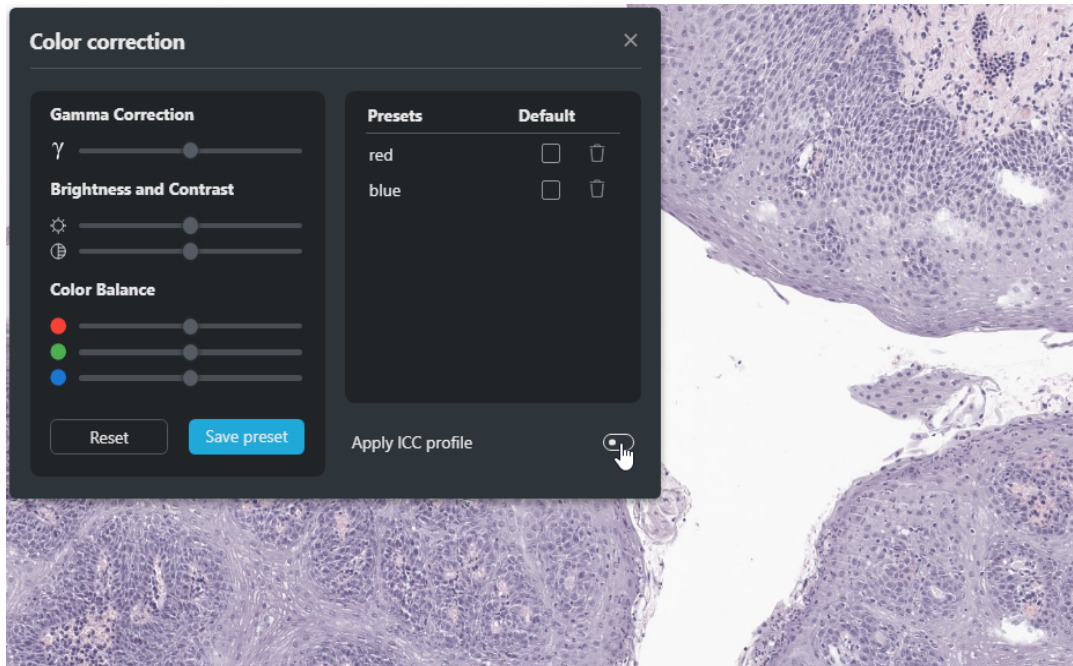 Color correction
Gamma Correction
γ
Brightness and Contrast
Color Balance
Reset
Save preset
Presets Default
red
blue
Apply ICC profile